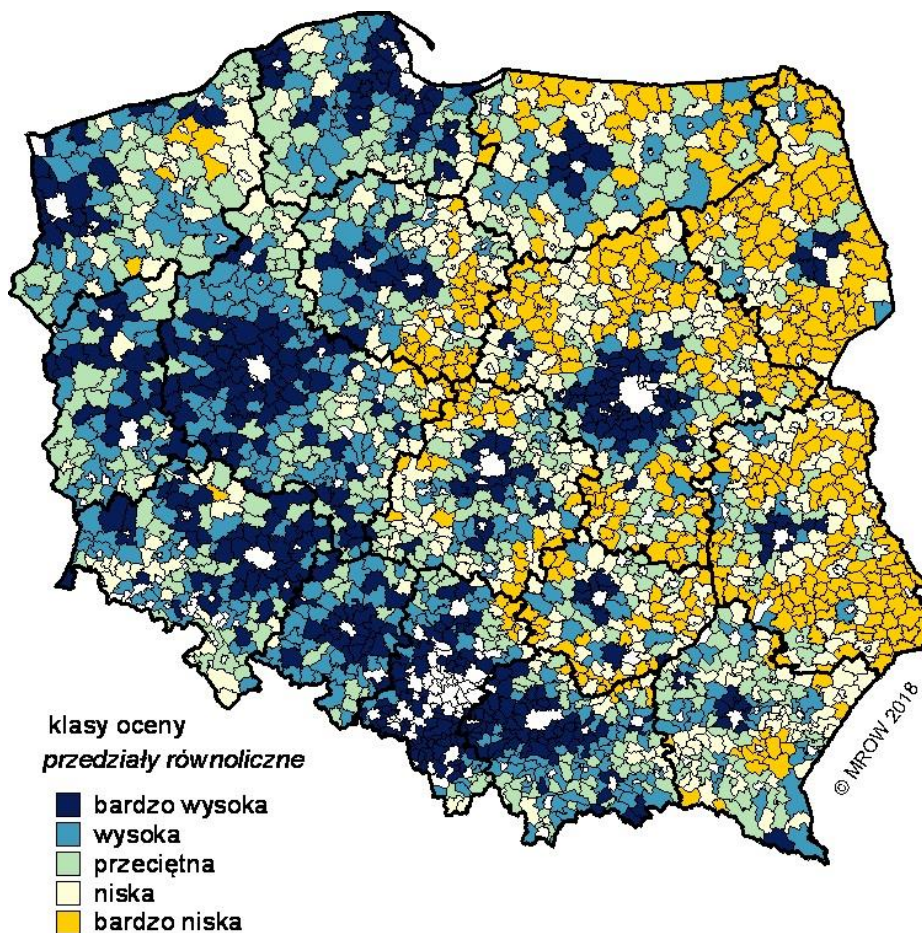 © MROW 2018
klasy oceny
przedziały równoliczne
bardzo wysoka
wysoka
przeciętna
niska
bardzo niska